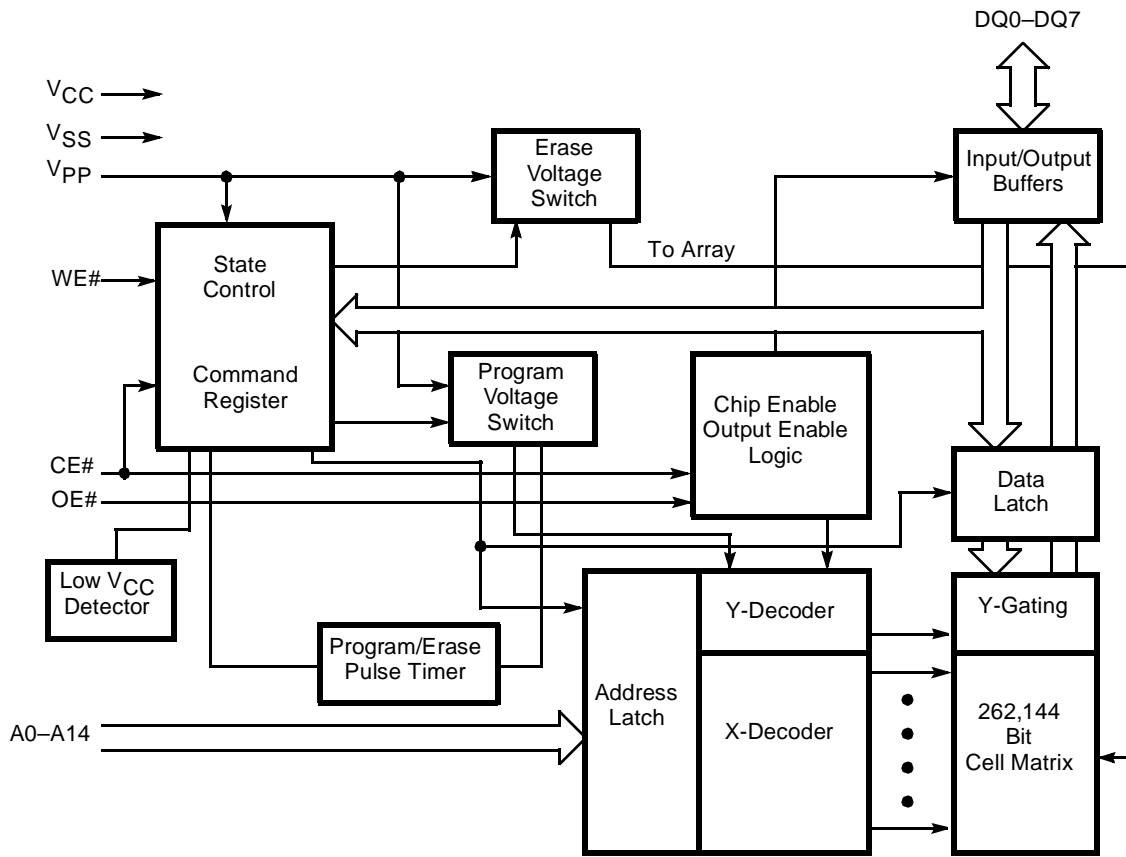 DQ0–DQ7
VCC
VSS
VPP
Erase
Voltage
Switch
Input/Output
Buffers
To Array
WE#
State
Control
Command
Register
Program
Voltage
Switch
Chip Enable
Output Enable
Logic
CE#
OE#
Data
Latch
Low VCC
Detector
Y-Decoder
Y-Gating
Program/Erase
Pulse Timer
Address
Latch
A0–A14
X-Decoder
262,144
Bit
Cell Matrix